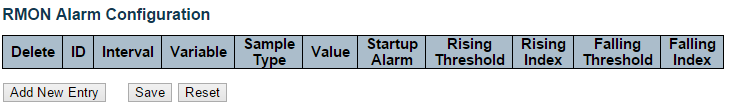 RMON Alarm Configuration
Delete ID Interval Variable Sample Type Value Startup Alarm Rising Threshold Rising Index Falling Threshold Falling Index
Add New Entry Save Reset